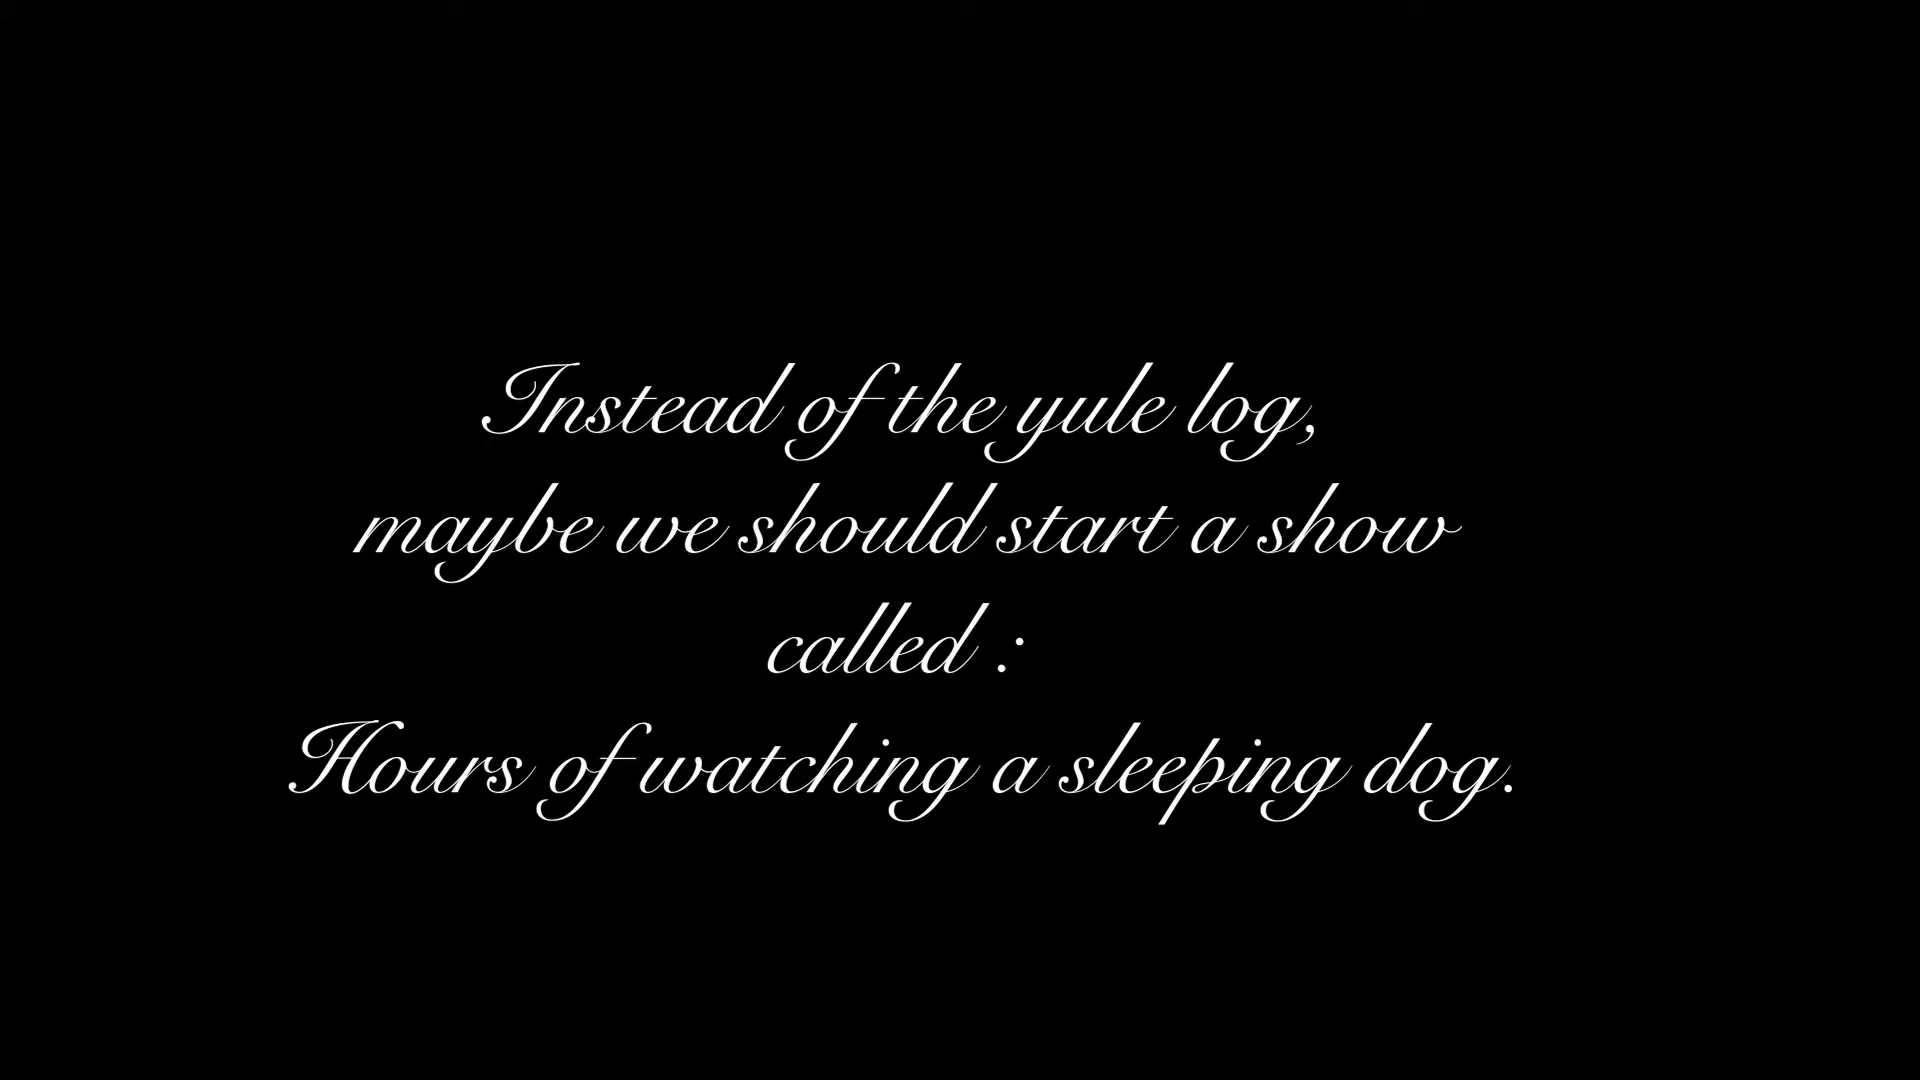 Instead of the yule log,
maybe we should start a show
called :
Hours of watching a sleeping dog.